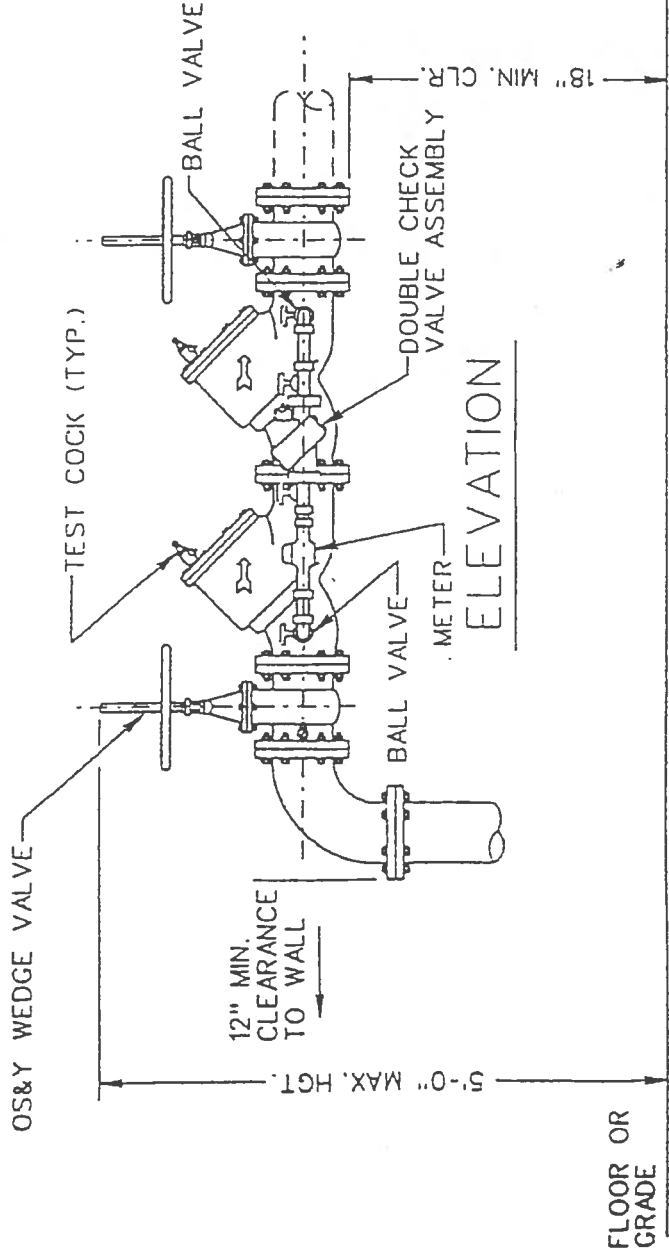 OS&Y WEDGE VALVE
TEST COCK (TYP.)
BALL VALVE
12" MIN.
CLEARANCE
TO WALL
5'-0" MAX. HGT.
18" MIN. CLR.
BALL VALVE
METER
DOUBLE CHECK
VALVE ASSEMBLY
ELEVATION
FLOOR OR
GRADE